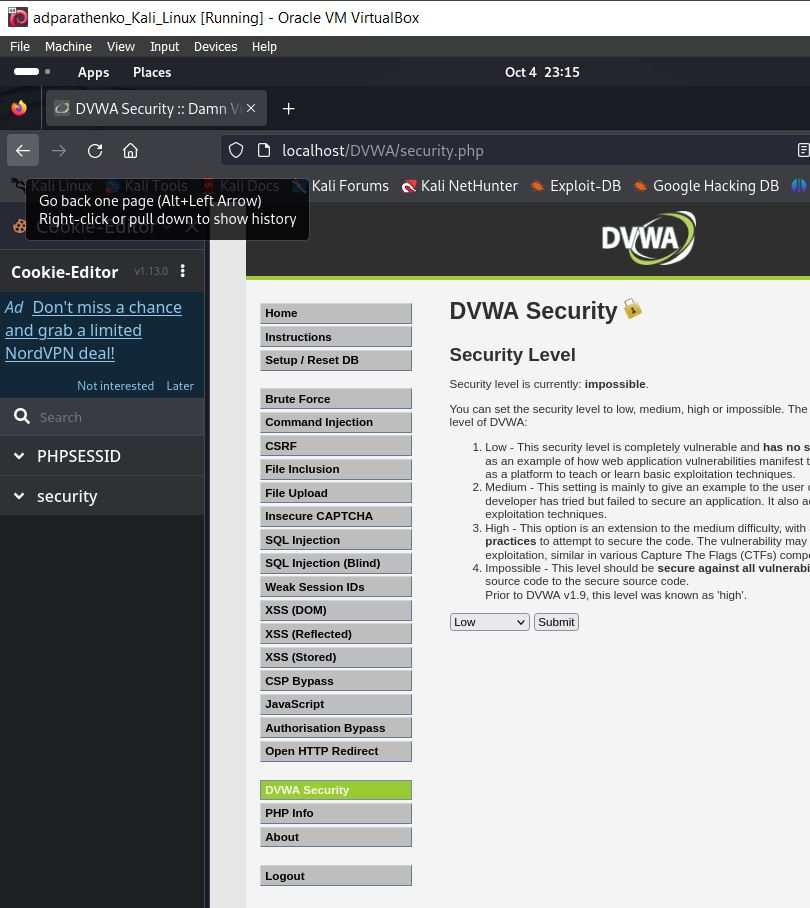 adparathenko_Kali_Linux [Running] - Oracle VM VirtualBox
File Machine View Input Devices Help
Apps Places Oct 4 23:15
DVWA Security :: Damn Vu
localhost/DVWA/security.php
Kali Linux Kali Tools Kali Docs Kali Forums Kali NetHunter Exploit-DB Google Hacking DB
Go back one page (Alt+Left Arrow)
Right-click or pull down to show history
Cookie-Editor
Cookie-Editor v1.13.0
Ad Don't miss a chance
and grab a limited
NordVPN deal!
Not interested Later
Search
PHPSESSID
security
DVWA
Home
Instructions
Setup / Reset DB
Brute Force
Command Injection
CSRF
File Inclusion
File Upload
Insecure CAPTCHA
SQL Injection
SQL Injection (Blind)
Weak Session IDs
XSS (DOM)
XSS (Reflected)
XSS (Stored)
CSP Bypass
JavaScript
Authorisation Bypass
Open HTTP Redirect
DVWA Security
PHP Info
About
Logout
DVWA Security
Security Level
Security level is currently: impossible.
You can set the security level to low, medium, high or impossible. The
level of DVWA:
1. Low - This security level is completely vulnerable and has no s
as an example of how web application vulnerabilities manifest t
as a platform to teach or learn basic exploitation techniques.
2. Medium - This setting is mainly to give an example to the user
developer has tried but failed to secure an application. It also a
exploitation techniques.
3. High - This option is an extension to the medium difficulty, with
practices to attempt to secure the code. The vulnerability may
exploitation, similar in various Capture The Flags (CTFs) compe
4. Impossible - This level should be secure against all vulnerabi
source code to the secure source code.
Prior to DVWA v1.9, this level was known as 'high'.
Low Submit